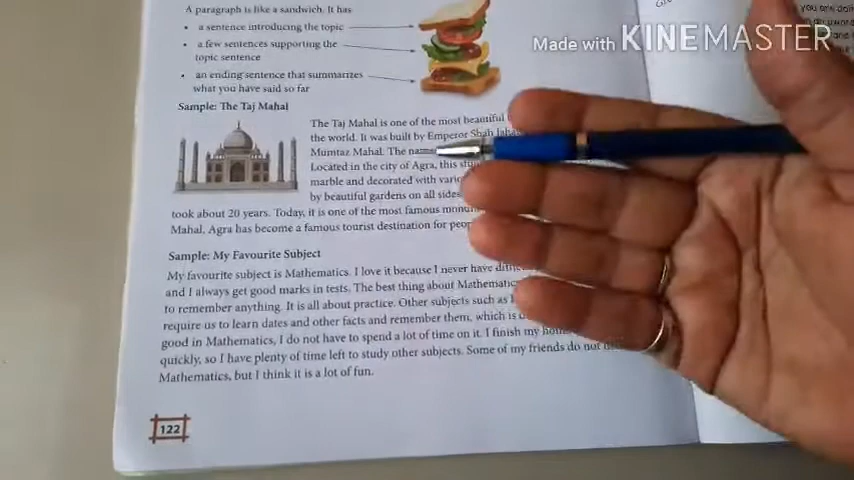 A paragraph is like a sandwich. It has
• a sentence introducing the topic
• a few sentences supporting the
topic sentence
• an ending sentence that summarizes
what you have said so far
Made with KINEMASTER
Sample: The Taj Mahal
The Taj Mahal is one of the most beautiful
the world. It was built by Emperor Shah
Mumtaz Mahal. The
Located in the city of Agra, this
marble and decorated with
by beautiful gardens on all sides
took about 20 years. Today, it is one of the most famous
Mahal. Agra has become a famous tourist destination for
Sample: My Favourite Subject
My favourite subject is Mathematics. I love it because I never have
and I always get good marks in tests. The best thing about
to remember anything. It is all about practice. Other subjects such as
require us to learn dates and other facts and remember them, which is
good in Mathematics, I do not have to spend a lot of time on it. I finish my
quickly, so I have plenty of time left to study other subjects. Some of my friends do not
Mathematics, but I think it is a lot of fun.
122